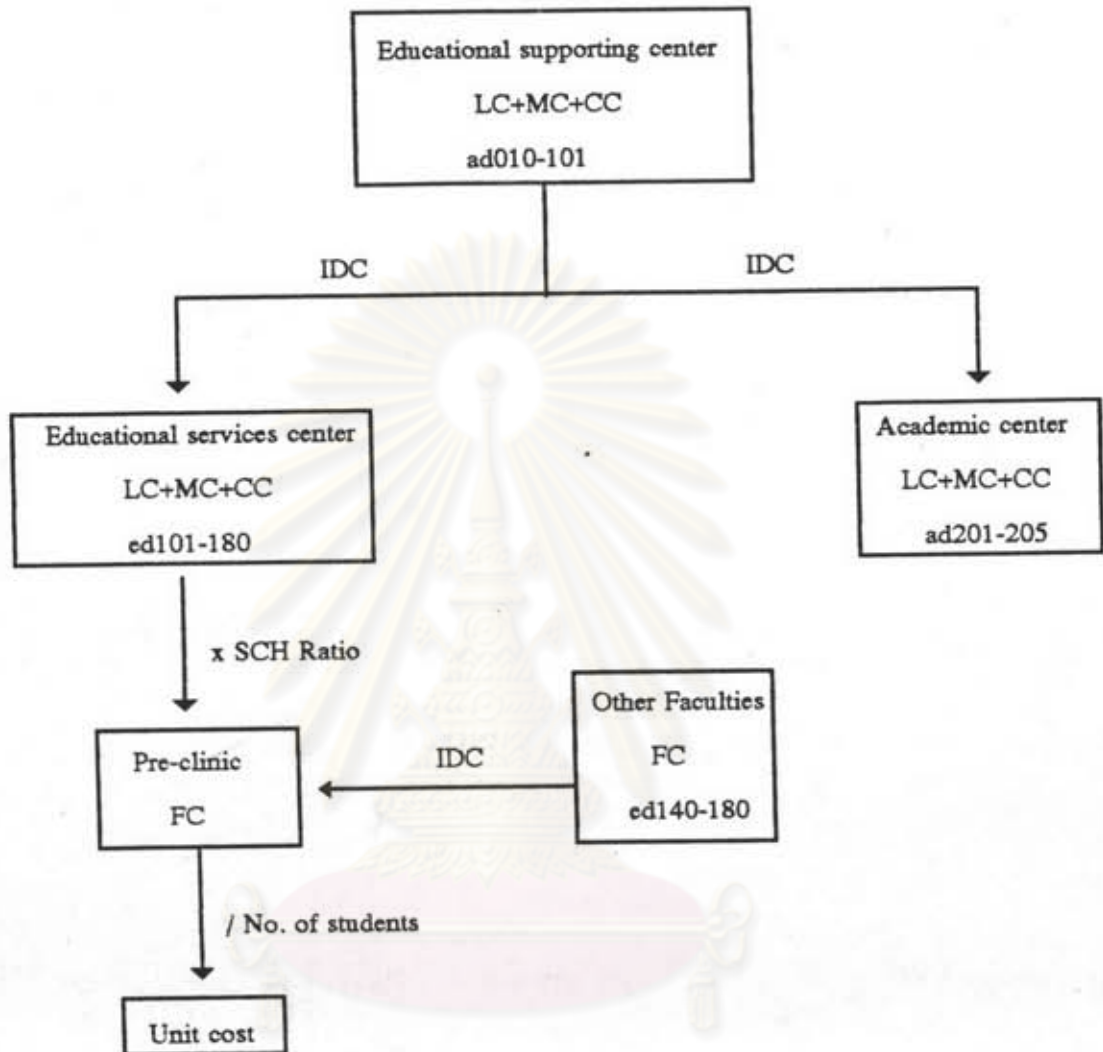 Educational supporting center
LC+MC+CC
ad010-101
IDC
IDC
Educational services center
LC+MC+CC
ed101-180
Academic center
LC+MC+CC
ad201-205
x SCH Ratio
Other Faculties
FC
ed140-180
Pre-clinic
FC
IDC
/ No. of students
Unit cost